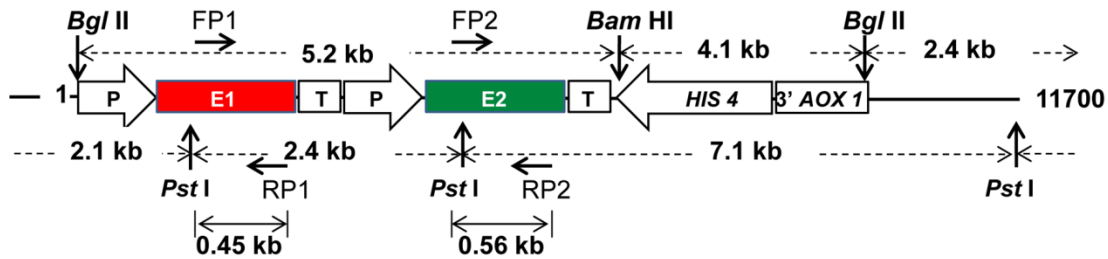 Bgl II FP1 FP2 Bam HI Bgl II
5.2 kb 4.1 kb 2.4 kb
1 P E1 T P E2 T HIS 4 3' AOX 1 11700
2.1 kb 2.4 kb 7.1 kb
Pst I RP1 Pst I RP2 Pst I
0.45 kb 0.56 kb